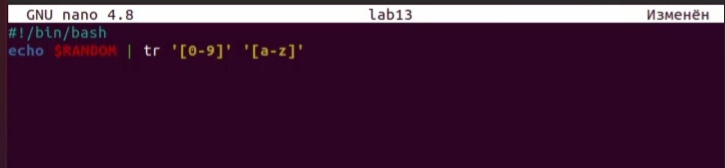 GNU nano 4.8 lab13 Изменён
#!/bin/bash
echo $RANDOM | tr '[0-9]' '[a-z]'